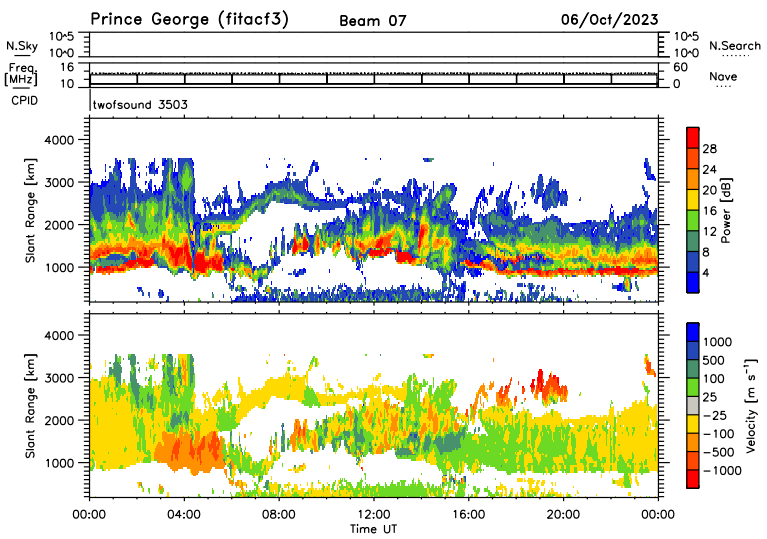 Prince George (fitacf3) Beam 07 06/Oct/2023
10^5 10^5
N.Sky N.Search
10^0 10^0
Freq. 16 60
[MHz] Nave
10 0
CPID twofsound 3503
4000
3000
2000
1000
Slant Range [km]
28
24
20
16
12
8
4
Power [dB]
4000
3000
2000
1000
Slant Range [km]
1000
500
100
25
−25
−100
−500
−1000
Velocity [m s⁻¹]
00:00 04:00 08:00 12:00 16:00 20:00 00:00
Time UT